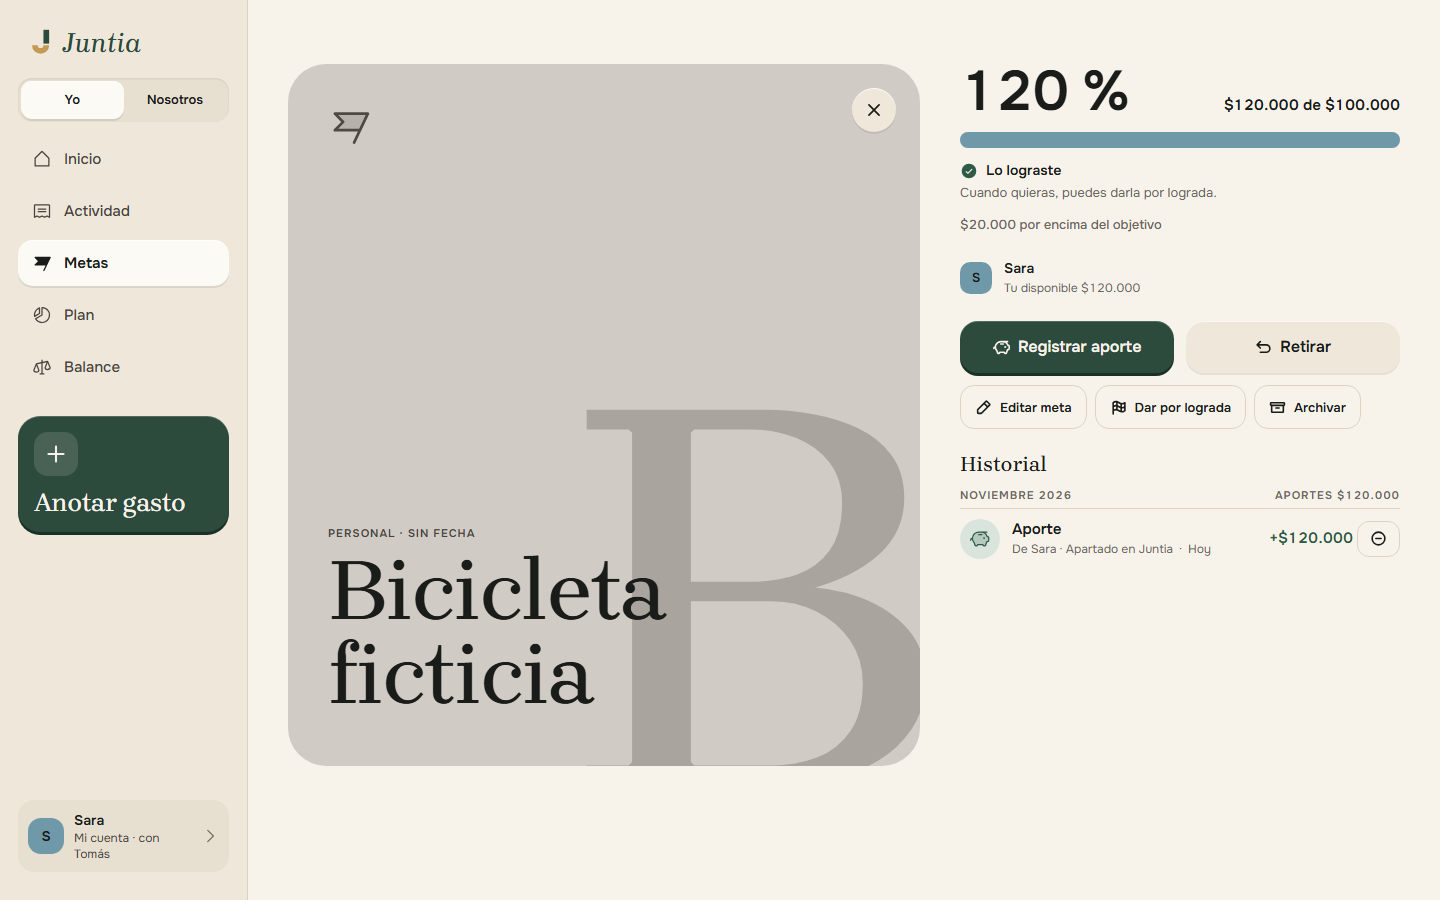 Juntia
Yo
Nosotros
Inicio
Actividad
Metas
Plan
Balance
Anotar gasto
Sara
Mi cuenta · con
Tomás
S
B
PERSONAL · SIN FECHA
Bicicleta
ficticia
120 %
$120.000 de $100.000
Lo lograste
Cuando quieras, puedes darla por lograda.
$20.000 por encima del objetivo
S
Sara
Tu disponible $120.000
Registrar aporte
Retirar
Editar meta
Dar por lograda
Archivar
Historial
NOVIEMBRE 2026
APORTES $120.000
Aporte
De Sara · Apartado en Juntia · Hoy
+$120.000